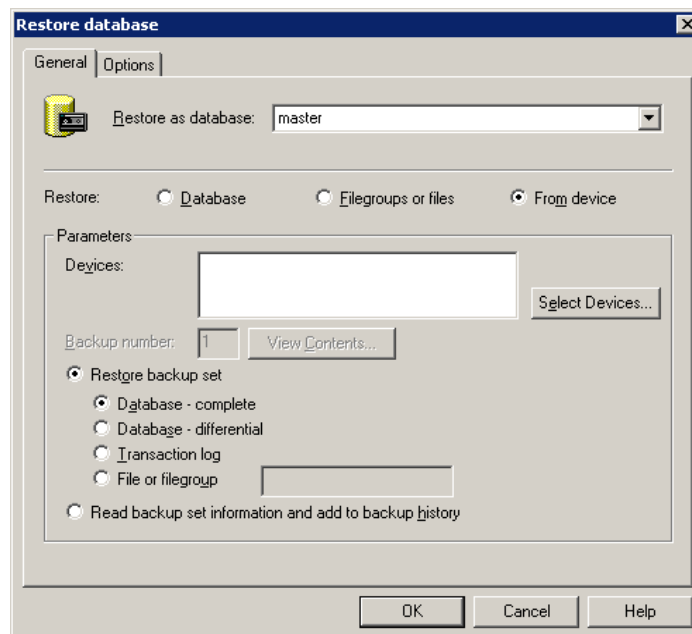 Restore database
General Options
Restore as database: master
Restore: Database Filegroups or files From device
Parameters
Devices:
Select Devices...
Backup number: 1 View Contents...
Restore backup set
Database - complete
Database - differential
Transaction log
File or filegroup
Read backup set information and add to backup history
OK Cancel Help